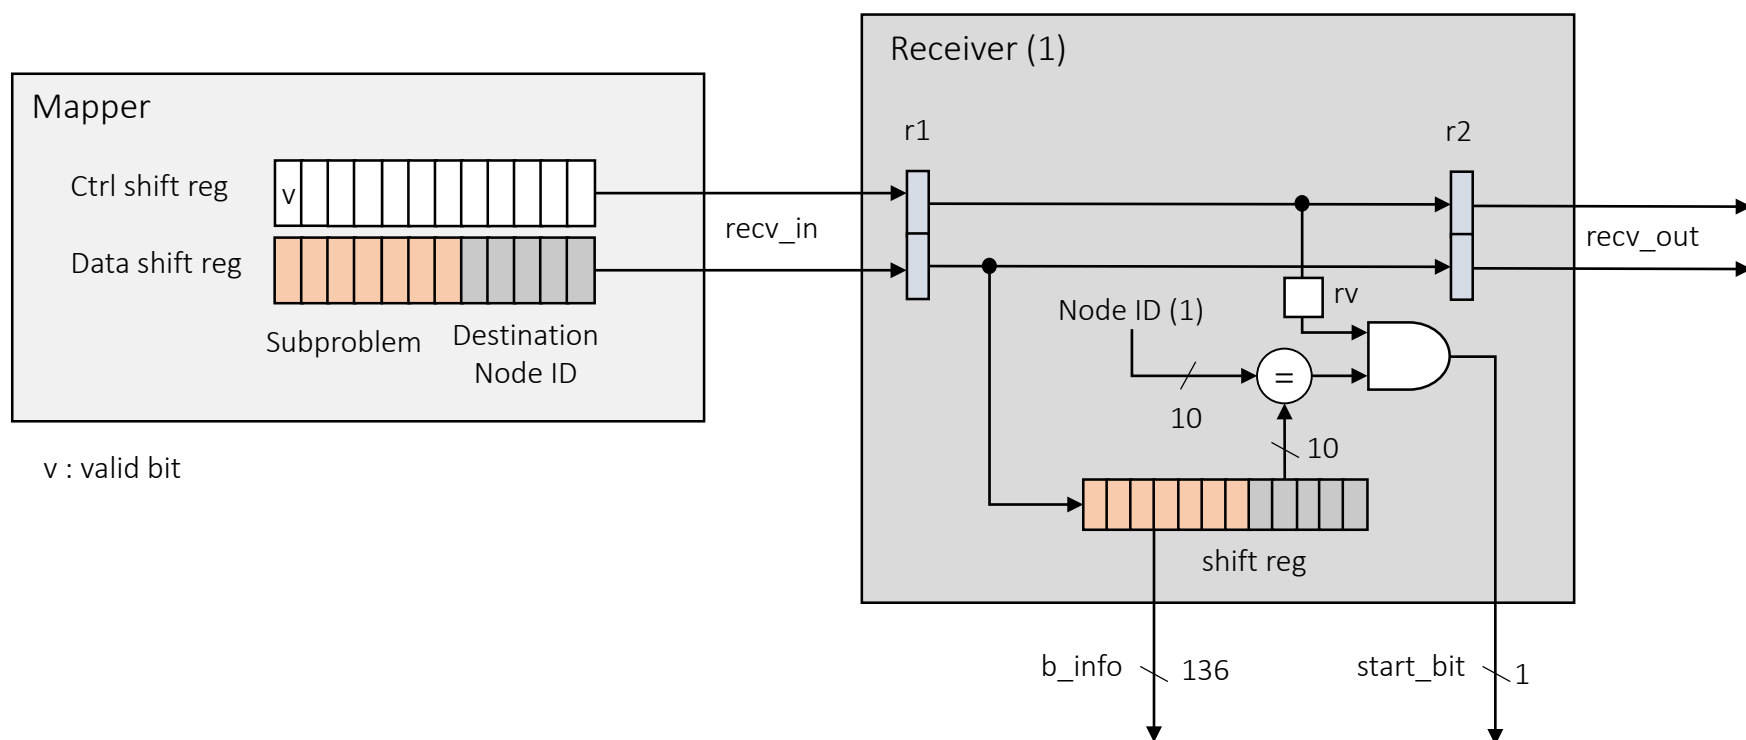 Receiver (1)
Mapper
r1
r2
Ctrl shift reg
v
recv_in
recv_out
Data shift reg
Node ID (1)
rv
Subproblem
Destination
Node ID
=
10
10
v : valid bit
shift reg
b_info
136
start_bit
1